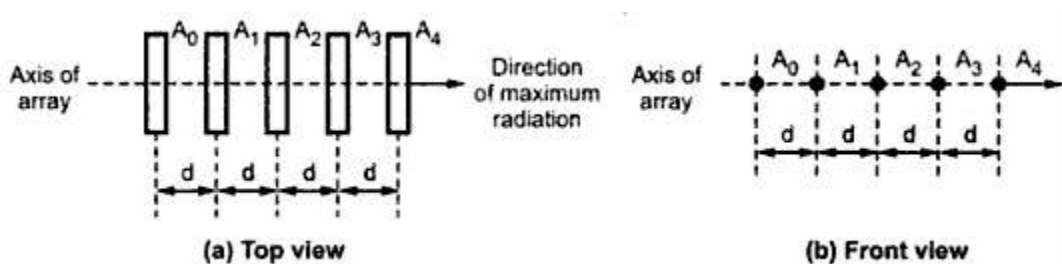 A₀ A₁ A₂ A₃ A₄
Axis of
array
Direction
of maximum
radiation
d d d d
(a) Top view
A₀ A₁ A₂ A₃ A₄
Axis of
array
d d d d
(b) Front view